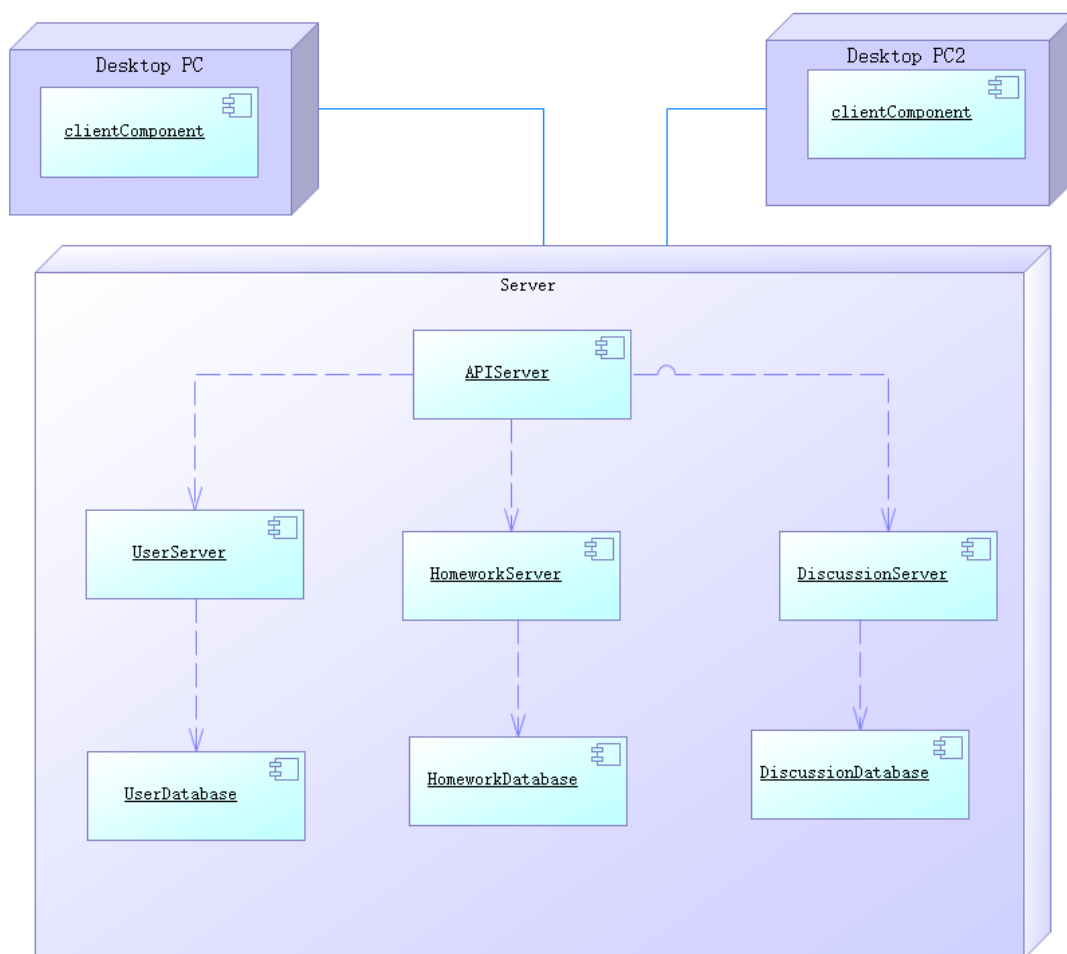 Desktop PC
clientComponent
Desktop PC2
clientComponent
Server
APIServer
UserServer
HomeworkServer
DiscussionServer
UserDatabase
HomeworkDatabase
DiscussionDatabase